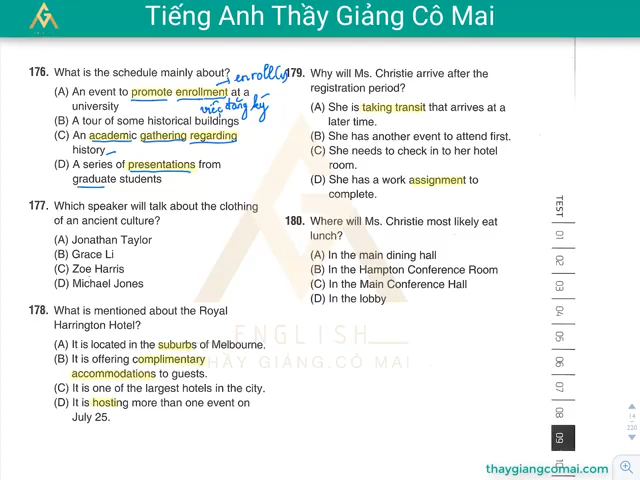 Tiếng Anh Thầy Giảng Cô Mai
176. What is the schedule mainly about?
enroll(v)
(A) An event to promote enrollment at a
university
việc đăng ký
(B) A tour of some historical buildings
(C) An academic gathering regarding
history
(D) A series of presentations from
graduate students
177. Which speaker will talk about the clothing
of an ancient culture?
(A) Jonathan Taylor
(B) Grace Li
(C) Zoe Harris
(D) Michael Jones
178. What is mentioned about the Royal
Harrington Hotel?
(A) It is located in the suburbs of Melbourne.
(B) It is offering complimentary
accommodations to guests.
(C) It is one of the largest hotels in the city.
(D) It is hosting more than one event on
July 25.
179. Why will Ms. Christie arrive after the
registration period?
(A) She is taking transit that arrives at a
later time.
(B) She has another event to attend first.
(C) She needs to check in to her hotel
room.
(D) She has a work assignment to
complete.
180. Where will Ms. Christie most likely eat
lunch?
(A) In the main dining hall
(B) In the Hampton Conference Room
(C) In the Main Conference Hall
(D) In the lobby
ENGLISH
THẦY GIẢNG CÔ MAI
TEST
01
02
03
04
05
06
07
08
09
10
14
220
thaygiangcomai.com